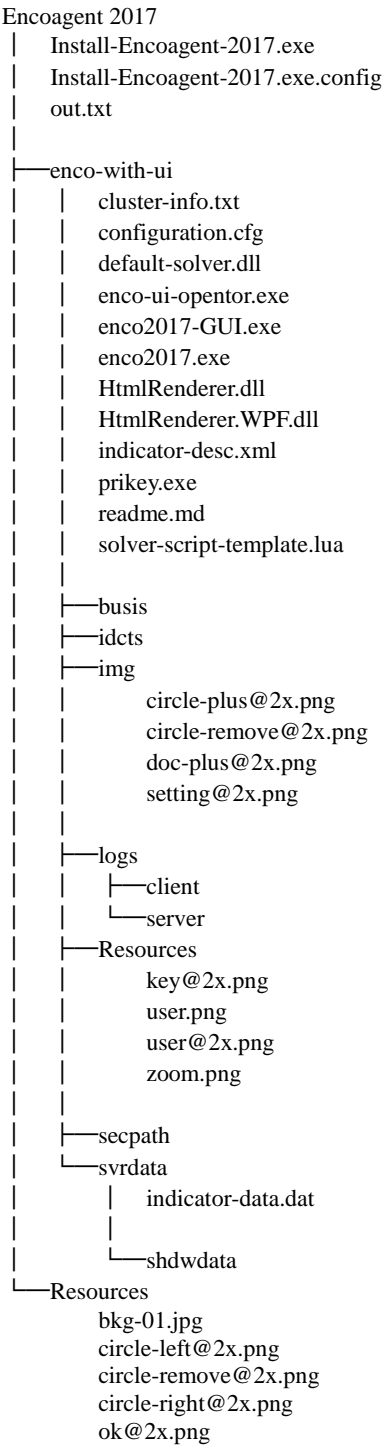 Encoagent 2017
│ Install-Encoagent-2017.exe
│ Install-Encoagent-2017.exe.config
│ out.txt
│
├──enco-with-ui
│ │ cluster-info.txt
│ │ configuration.cfg
│ │ default-solver.dll
│ │ enco-ui-opentor.exe
│ │ enco2017-GUI.exe
│ │ enco2017.exe
│ │ HtmlRenderer.dll
│ │ HtmlRenderer.WPF.dll
│ │ indicator-desc.xml
│ │ prikey.exe
│ │ readme.md
│ │ solver-script-template.lua
│ │
│ ├──busis
│ ├──idcts
│ ├──img
│ │ circle-plus@2x.png
│ │ circle-remove@2x.png
│ │ doc-plus@2x.png
│ │ setting@2x.png
│ │
│ ├──logs
│ │ ├──client
│ │ └──server
│ ├──Resources
│ │ key@2x.png
│ │ user.png
│ │ user@2x.png
│ │ zoom.png
│ │
│ ├──secpath
│ └──svrdata
│ │ indicator-data.dat
│ │
│ └──shdwdata
└──Resources
bkg-01.jpg
circle-left@2x.png
circle-remove@2x.png
circle-right@2x.png
ok@2x.png